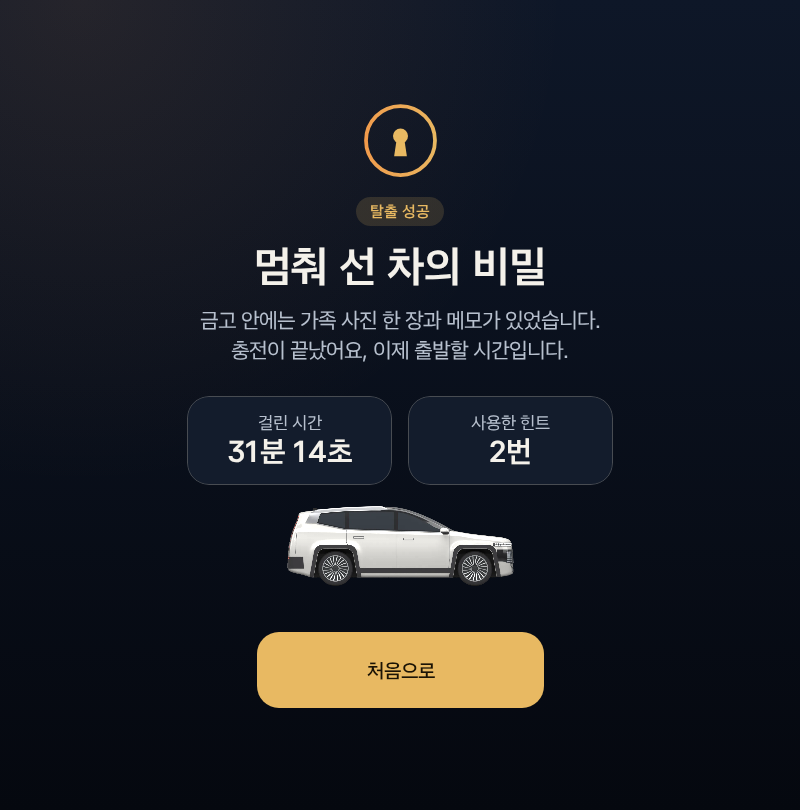 탈출 성공
멈춰 선 차의 비밀
금고 안에는 가족 사진 한 장과 메모가 있었습니다.
충전이 끝났어요, 이제 출발할 시간입니다.
걸린 시간
31분 14초
사용한 힌트
2번
처음으로